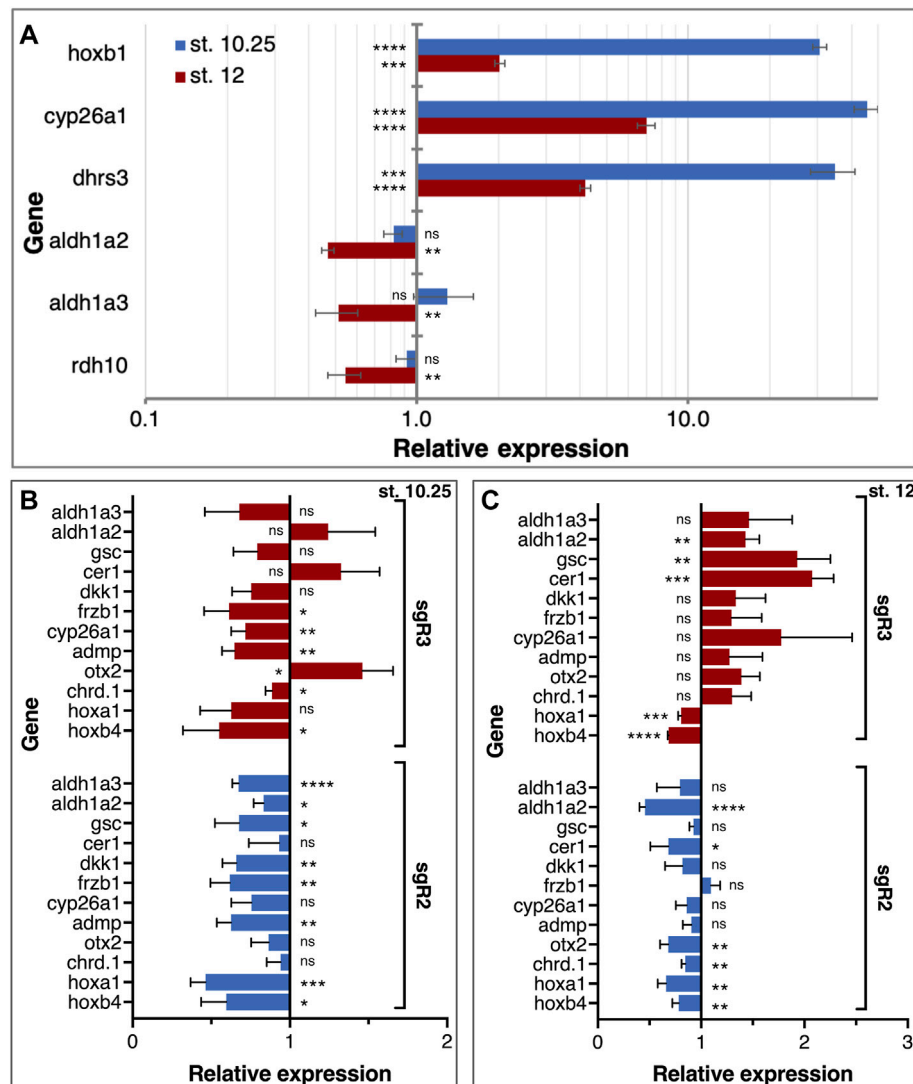 A
st. 10.25
st. 12
Gene
hoxb1
****
***
cyp26a1
****
****
dhrs3
***
****
aldh1a2
ns
**
aldh1a3
ns
**
rdh10
ns
**
0.1 1.0 10.0
Relative expression
B
st. 10.25
Gene
aldh1a3 ns
aldh1a2 ns
gsc ns
cer1 ns
dkk1 ns
frzb1 *
cyp26a1 **
admp **
otx2 *
chrd.1 *
hoxa1 ns
hoxb4 *
sgR3
aldh1a3 ****
aldh1a2 *
gsc *
cer1 ns
dkk1 **
frzb1 **
cyp26a1 ns
admp **
otx2 ns
chrd.1 ns
hoxa1 ***
hoxb4 *
sgR2
0 1 2
Relative expression
C
st. 12
Gene
aldh1a3 ns
aldh1a2 **
gsc **
cer1 ***
dkk1 ns
frzb1 ns
cyp26a1 ns
admp ns
otx2 ns
chrd.1 ns
hoxa1 ***
hoxb4 ****
sgR3
aldh1a3 ns
aldh1a2 ****
gsc ns
cer1 *
dkk1 ns
frzb1 ns
cyp26a1 ns
admp ns
otx2 **
chrd.1 **
hoxa1 **
hoxb4 **
sgR2
0 1 2 3
Relative expression